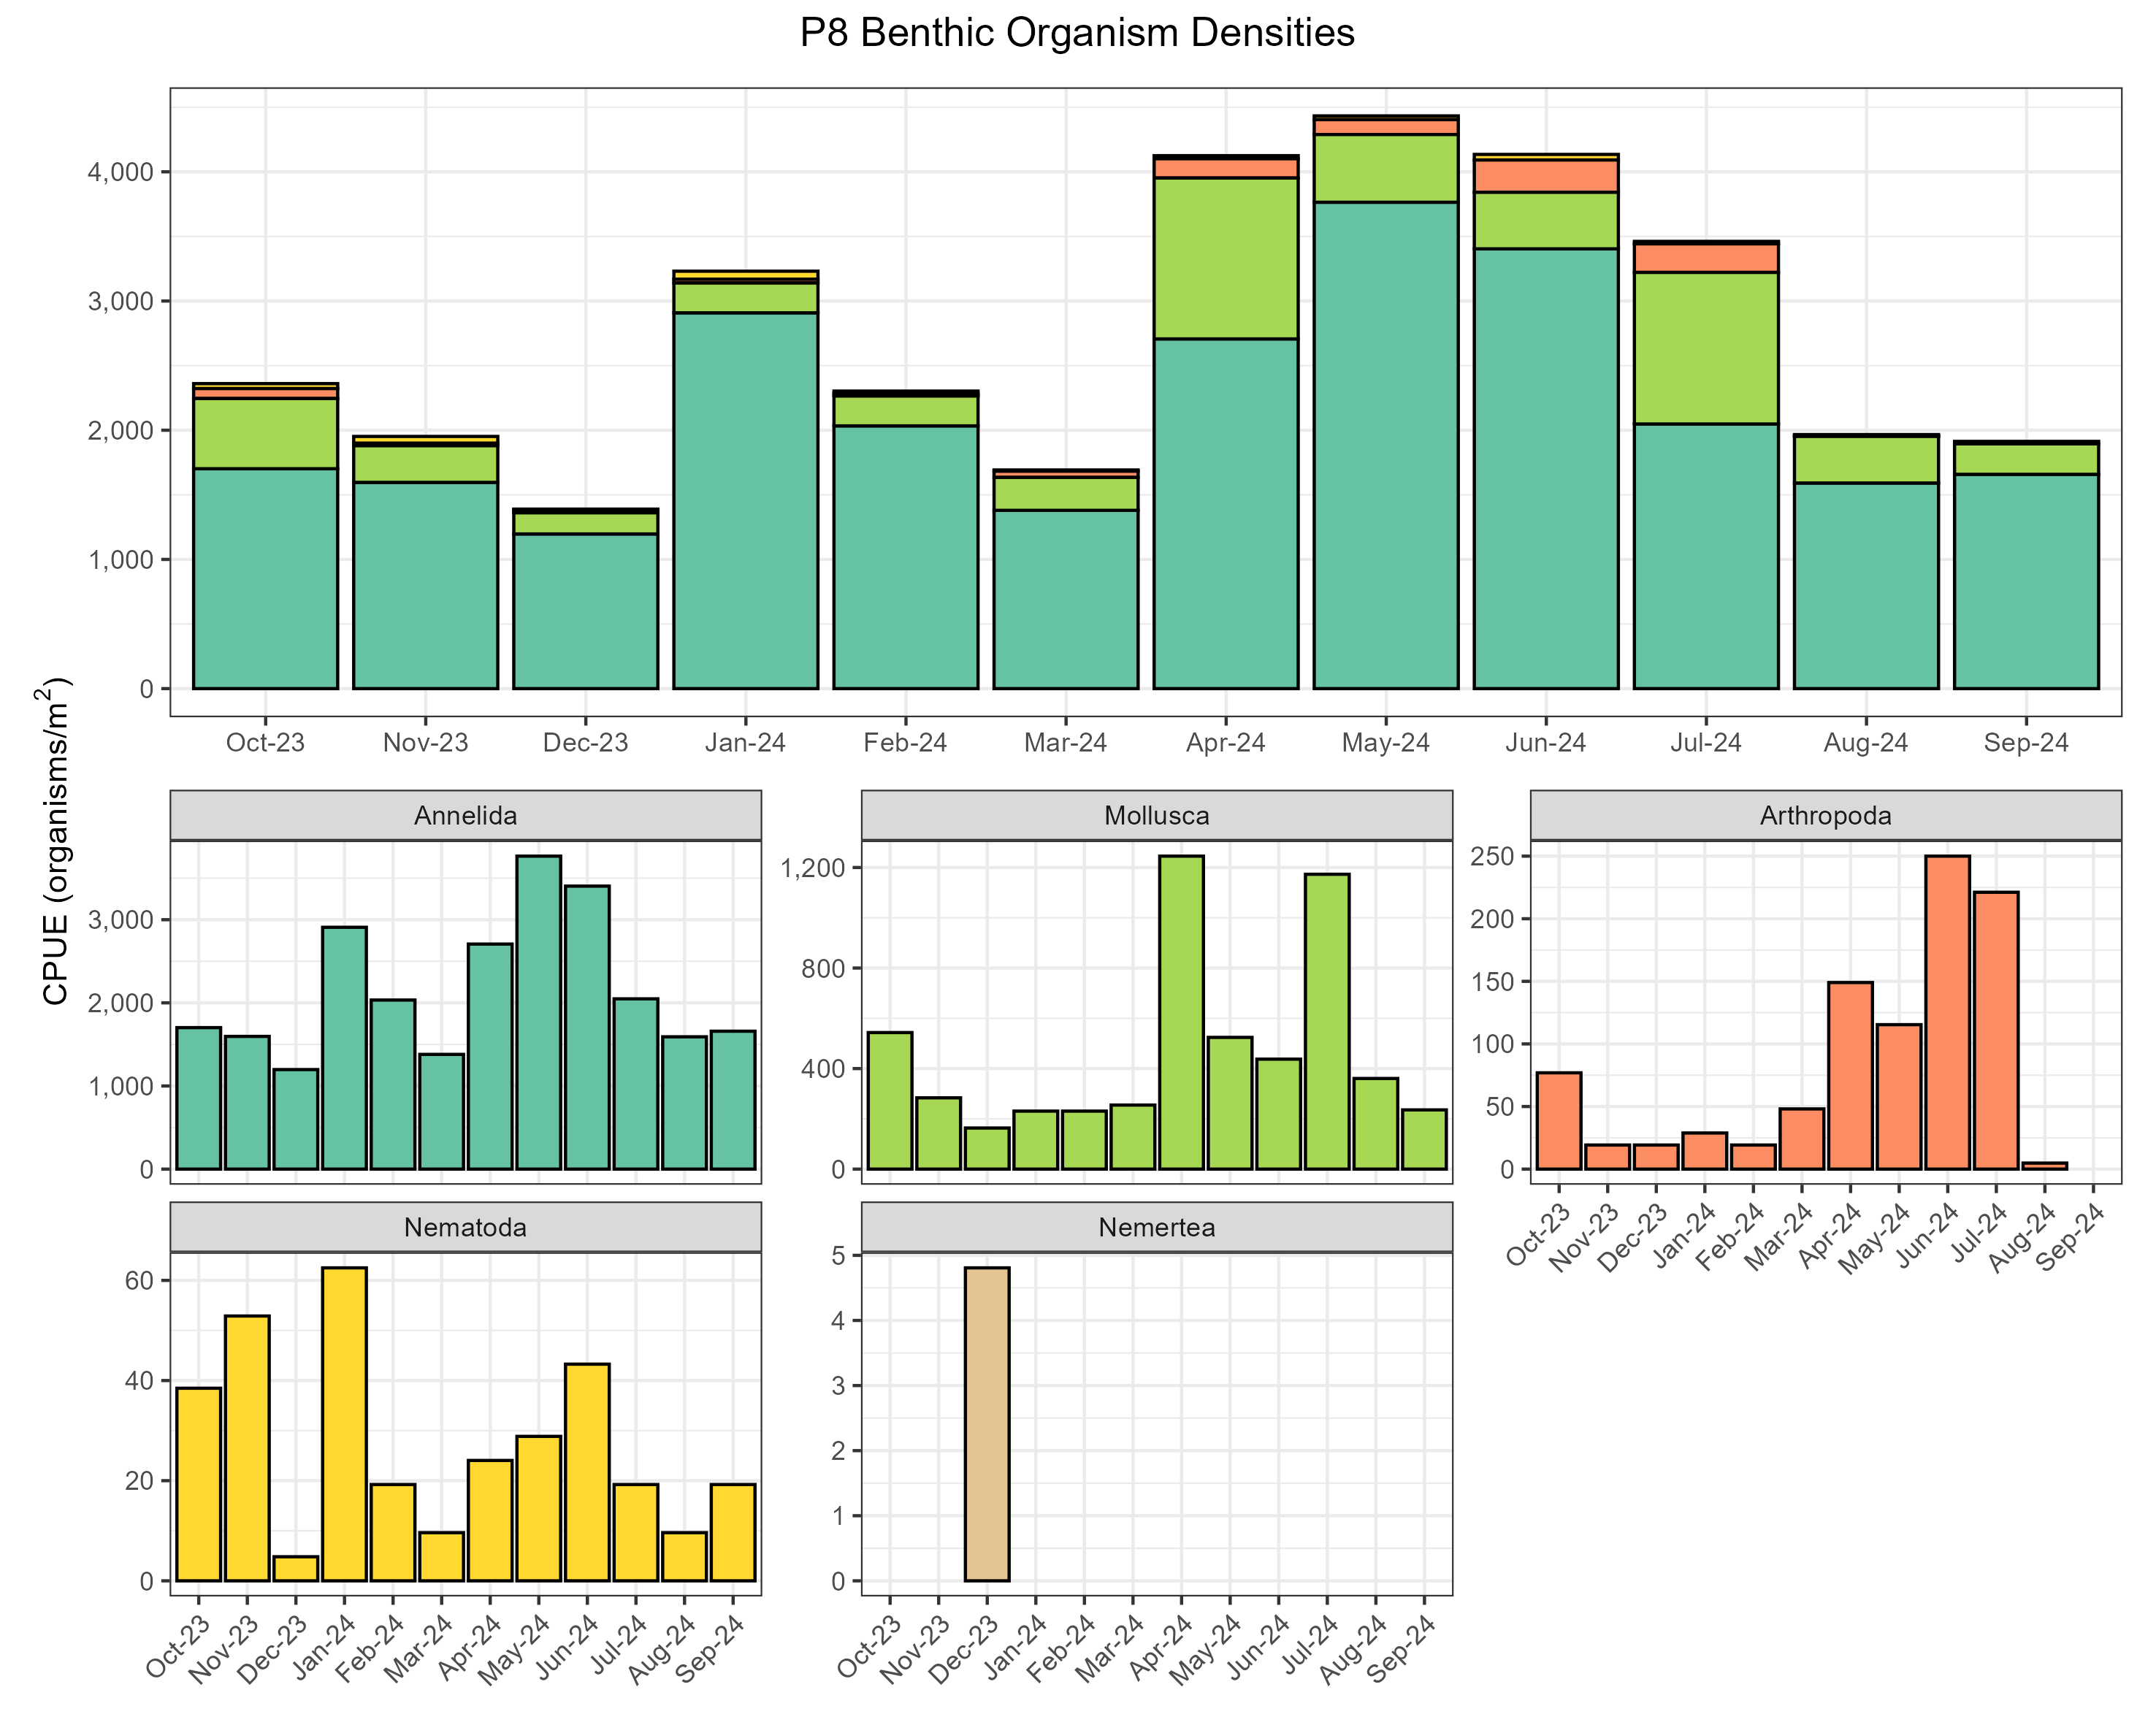 P8 Benthic Organism Densities
CPUE (organisms/m²)
4,000
3,000
2,000
1,000
0
Oct-23 Nov-23 Dec-23 Jan-24 Feb-24 Mar-24 Apr-24 May-24 Jun-24 Jul-24 Aug-24 Sep-24
Annelida
3,000
2,000
1,000
0
Mollusca
1,200
800
400
0
Arthropoda
250
200
150
100
50
0
Oct-23 Nov-23 Dec-23 Jan-24 Feb-24 Mar-24 Apr-24 May-24 Jun-24 Jul-24 Aug-24 Sep-24
Nematoda
60
40
20
0
Oct-23 Nov-23 Dec-23 Jan-24 Feb-24 Mar-24 Apr-24 May-24 Jun-24 Jul-24 Aug-24 Sep-24
Nemertea
5
4
3
2
1
0
Oct-23 Nov-23 Dec-23 Jan-24 Feb-24 Mar-24 Apr-24 May-24 Jun-24 Jul-24 Aug-24 Sep-24